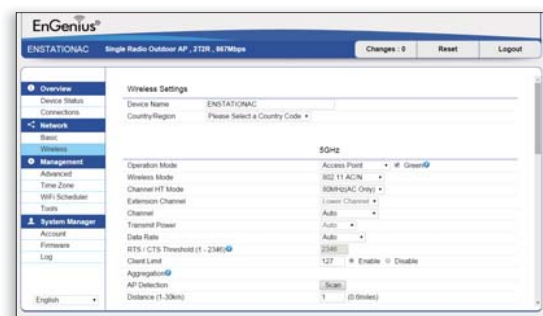 EnGenius®
ENSTATIONAC Single Radio Outdoor AP , 2T2R , 867Mbps Changes : 0 Reset Logout
Overview
Device Status
Connections
Network
Basic
Wireless
Management
Advanced
Time Zone
WiFi Scheduler
Tools
System Manager
Account
Firmware
Log
English
Wireless Settings
Device Name ENSTATIONAC
Country/Region Please Select a Country Code
5GHz
Operation Mode Access Point Green
Wireless Mode 802.11 AC/N
Channel HT Mode 80MHz(AC Only)
Extension Channel Lower Channel
Channel Auto
Transmit Power Auto
Data Rate Auto
RTS / CTS Threshold (1 - 2346) 2346
Client Limit 127 Enable Disable
Aggregation
AP Detection Scan
Distance (1-30km) 1 (0.6miles)